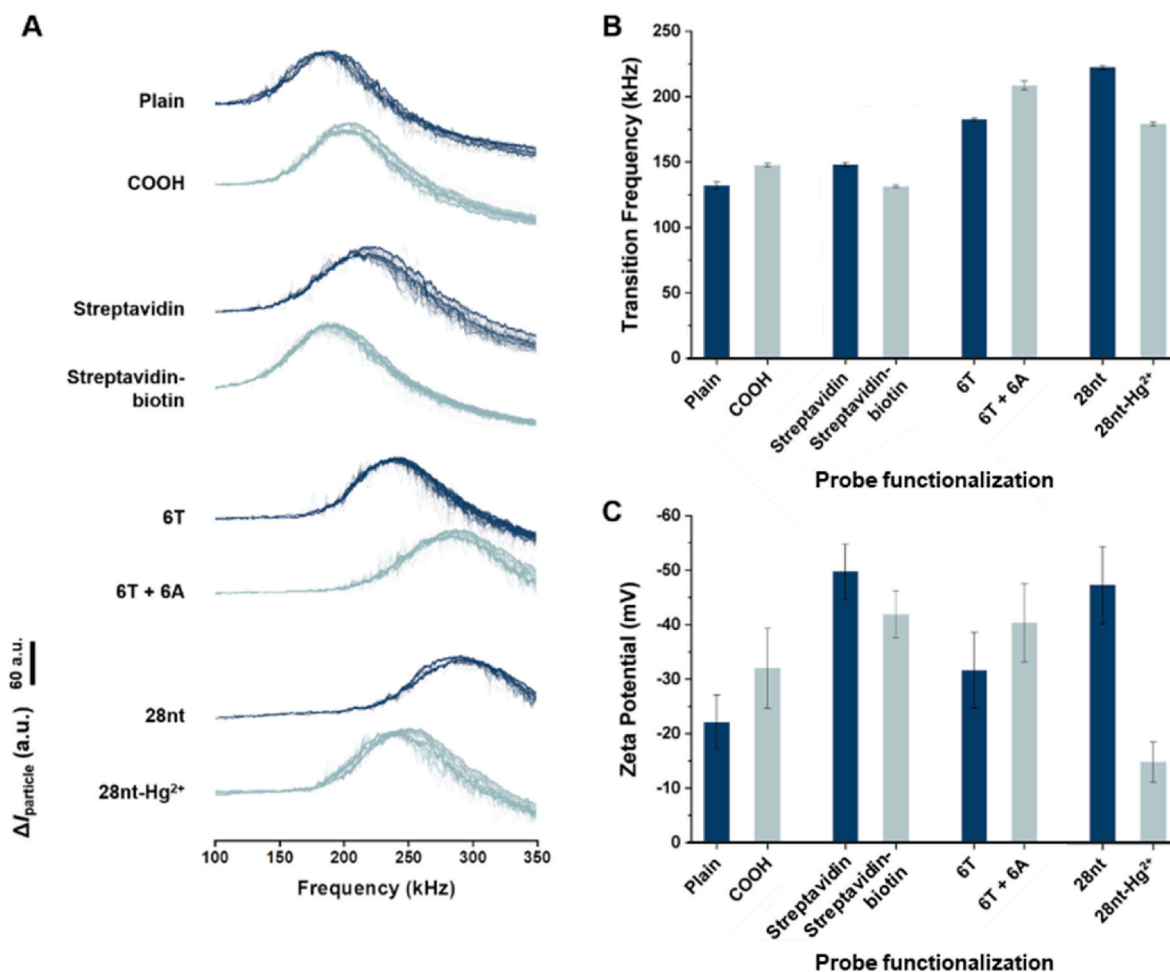 A
Plain
COOH
Streptavidin
Streptavidin-
biotin
6T
6T + 6A
28nt
28nt-Hg²⁺
60 a.u.
ΔIparticle (a.u.)
100 150 200 250 300 350
Frequency (kHz)
B
Transition Frequency (kHz)
250
200
150
100
50
0
Plain
COOH
Streptavidin
Streptavidin-
biotin
6T
6T + 6A
28nt
28nt-Hg²⁺
Probe functionalization
C
Zeta Potential (mV)
-60
-50
-40
-30
-20
-10
0
Plain
COOH
Streptavidin
Streptavidin-
biotin
6T
6T + 6A
28nt
28nt-Hg²⁺
Probe functionalization